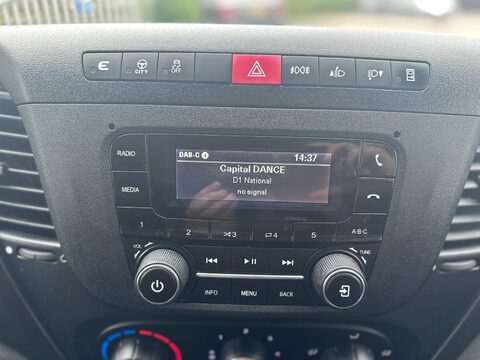 E CITY OFF
RADIO
DAB-C 4 14:37
Capital DANCE
D1 National
no signal
MEDIA
1 2 3 4 5 A·B·C
VOL
TUNE
INFO MENU BACK